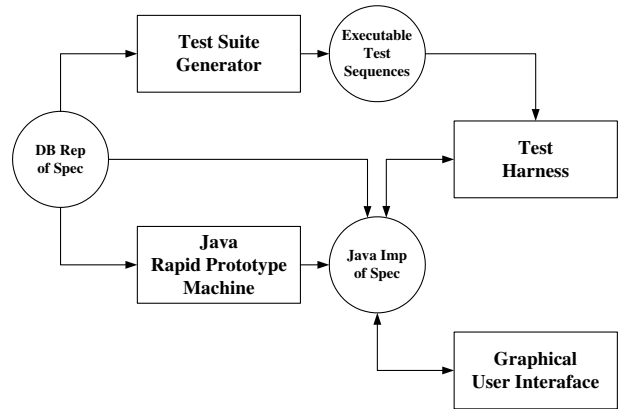 Test Suite
Generator
Executable
Test
Sequences
DB Rep
of Spec
Test
Harness
Java
Rapid Prototype
Machine
Java Imp
of Spec
Graphical
User Interaface